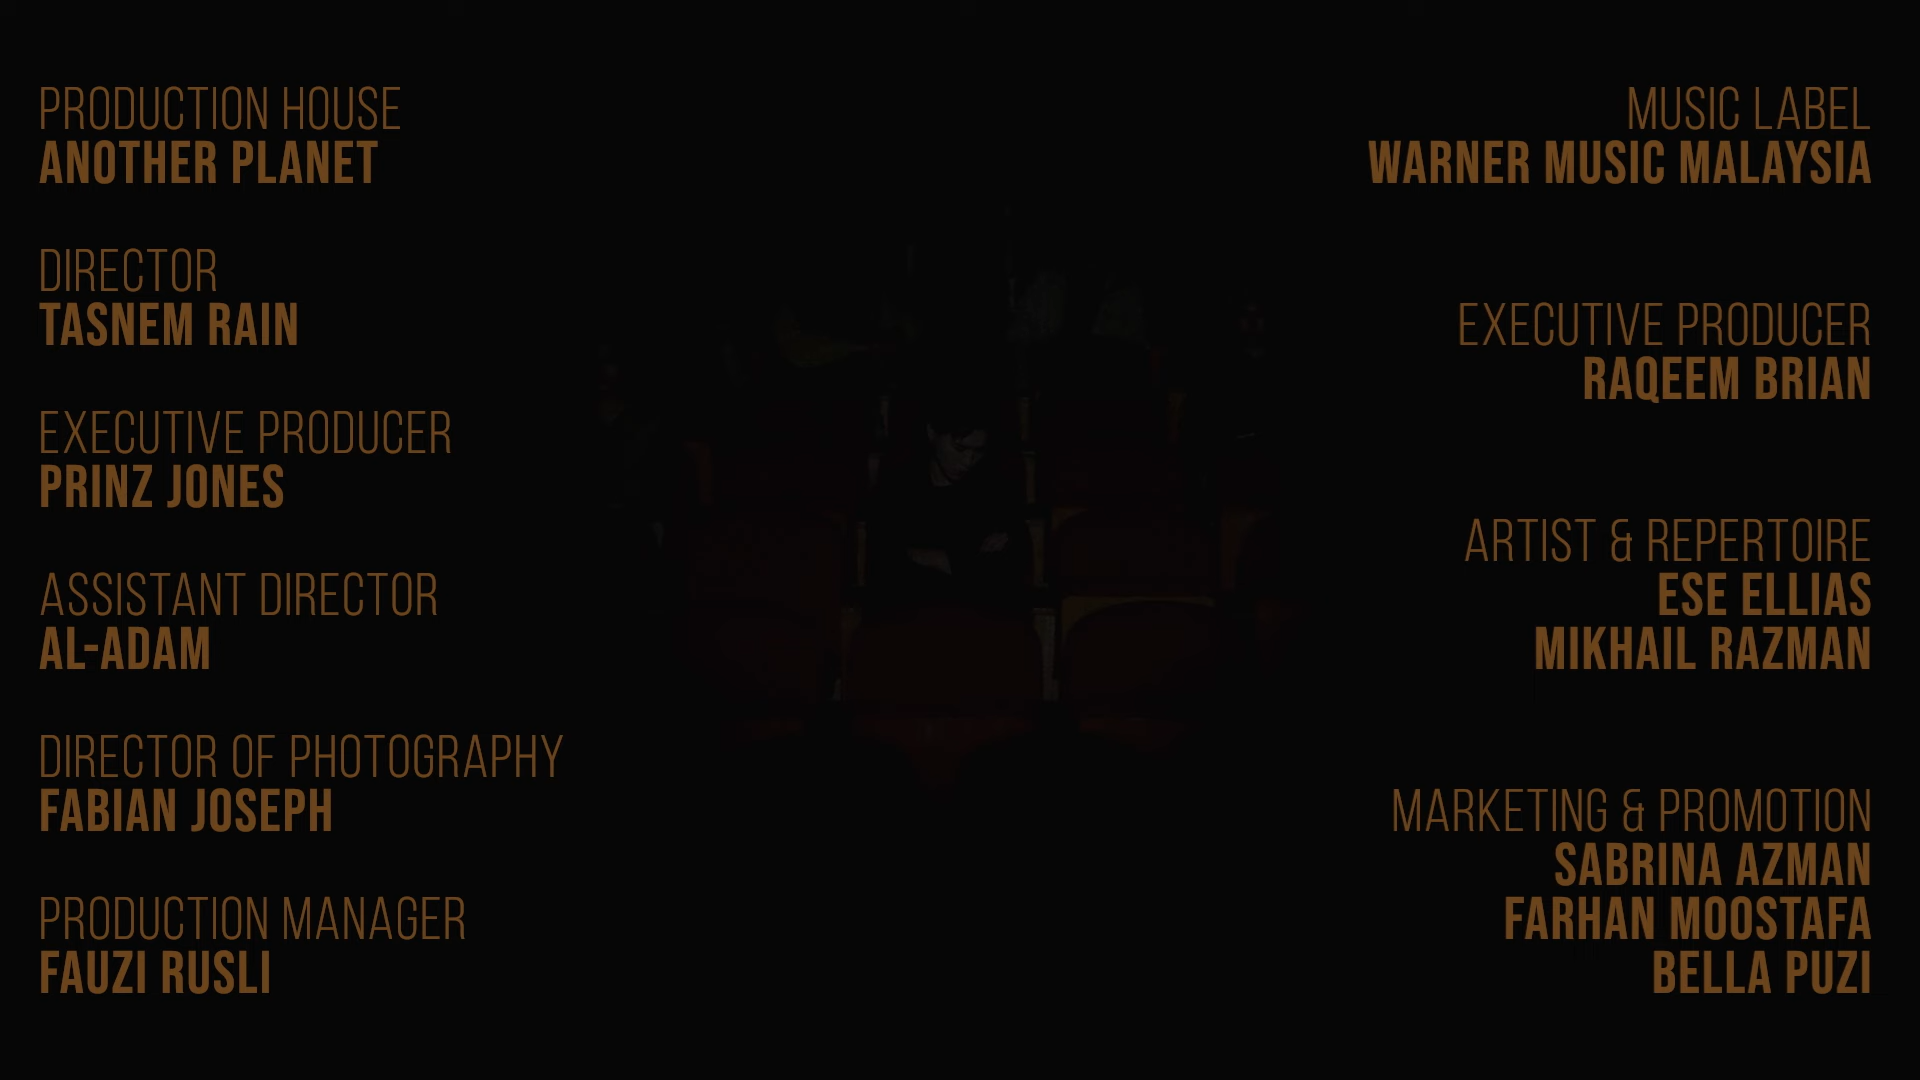 PRODUCTION HOUSE
ANOTHER PLANET
DIRECTOR
TASNEM RAIN
EXECUTIVE PRODUCER
PRINZ JONES
ASSISTANT DIRECTOR
AL-ADAM
DIRECTOR OF PHOTOGRAPHY
FABIAN JOSEPH
PRODUCTION MANAGER
FAUZI RUSLI
MUSIC LABEL
WARNER MUSIC MALAYSIA
EXECUTIVE PRODUCER
RAQEEM BRIAN
ARTIST & REPERTOIRE
ESE ELLIAS
MIKHAIL RAZMAN
MARKETING & PROMOTION
SABRINA AZMAN
FARHAN MOOSTAFA
BELLA PUZI